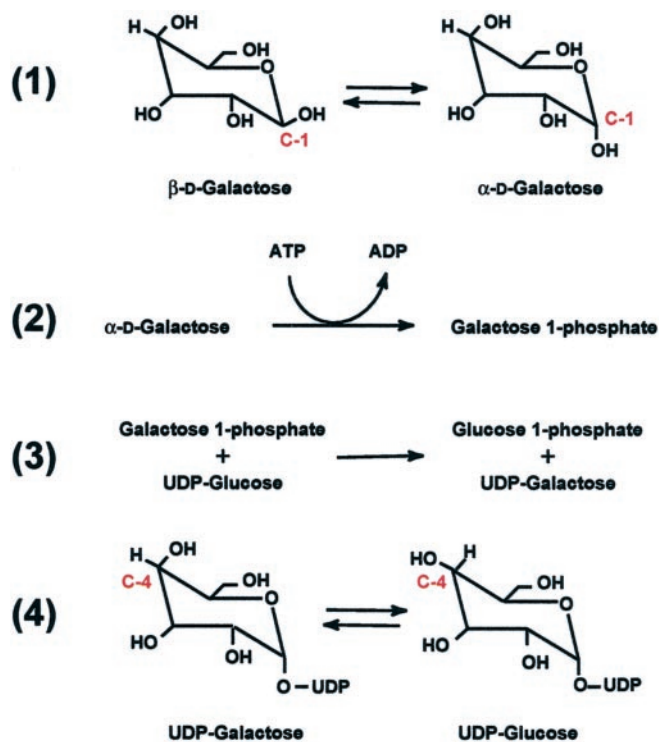 H OH OH
O
(1)
HO OH OH
C-1
β-D-Galactose
H OH OH
O
HO OH C-1
OH
α-D-Galactose
ATP ADP
(2) α-D-Galactose Galactose 1-phosphate
Galactose 1-phosphate Glucose 1-phosphate
(3) + +
UDP-Glucose UDP-Galactose
H OH
C-4 OH
O
(4)
HO OH
O-UDP
UDP-Galactose
HO H
C-4 OH
O
HO OH
O-UDP
UDP-Glucose